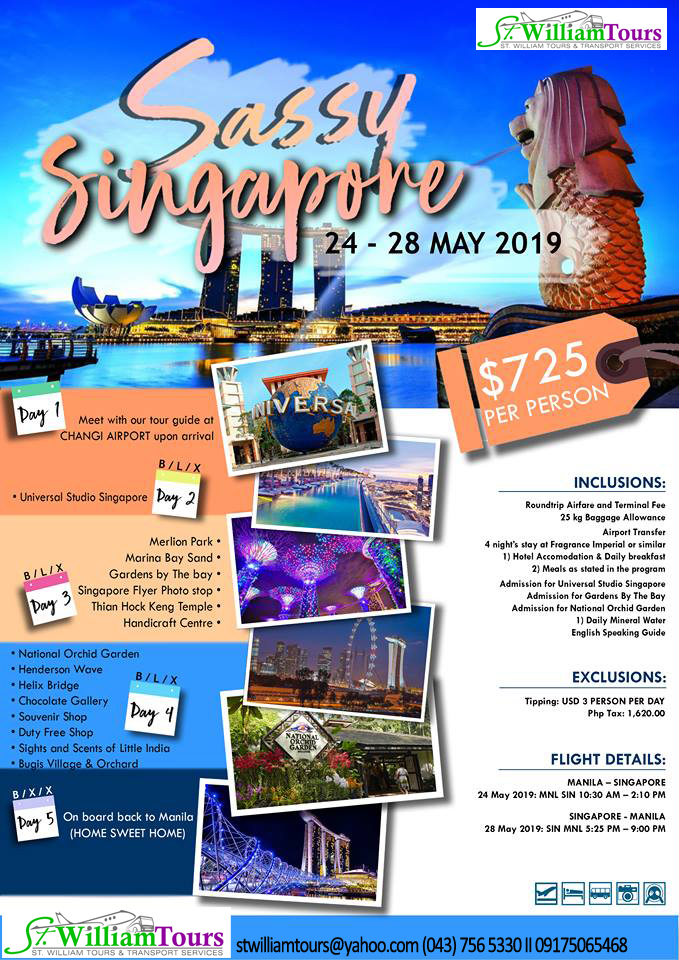 St. WilliamTours
ST. WILLIAM TOURS & TRANSPORT SERVICES
Sassy
Singapore
24 - 28 MAY 2019
$725
PER PERSON
Day 1
Meet with our tour guide at
CHANGI AIRPORT upon arrival
UNIVERSA
B / L / X
• Universal Studio Singapore
Day 2
B / L / X
Day 3
Merlion Park •
Marina Bay Sand •
Gardens by The bay •
Singapore Flyer Photo stop •
Thian Hock Keng Temple •
Handicraft Centre •
• National Orchid Garden
• Henderson Wave
• Helix Bridge
• Chocolate Gallery
• Souvenir Shop
• Duty Free Shop
• Sights and Scents of Little India
• Bugis Village & Orchard
B / L / X
Day 4
NATIONAL
ORCHID
GARDEN
B / X / X
Day 5
On board back to Manila
(HOME SWEET HOME)
INCLUSIONS:
Roundtrip Airfare and Terminal Fee
25 kg Baggage Allowance
Airport Transfer
4 night's stay at Fragrance Imperial or similar
1) Hotel Accomodation & Daily breakfast
2) Meals as stated in the program
Admission for Universal Studio Singapore
Admission for Gardens By The Bay
Admission for National Orchid Garden
1) Daily Mineral Water
English Speaking Guide
EXCLUSIONS:
Tipping: USD 3 PERSON PER DAY
Php Tax: 1,620.00
FLIGHT DETAILS:
MANILA – SINGAPORE
24 May 2019: MNL SIN 10:30 AM – 2:10 PM
SINGAPORE - MANILA
28 May 2019: SIN MNL 5:25 PM – 9:00 PM
St. WilliamTours
ST. WILLIAM TOURS & TRANSPORT SERVICES
stwilliamtours@yahoo.com (043) 756 5330 II 09175065468